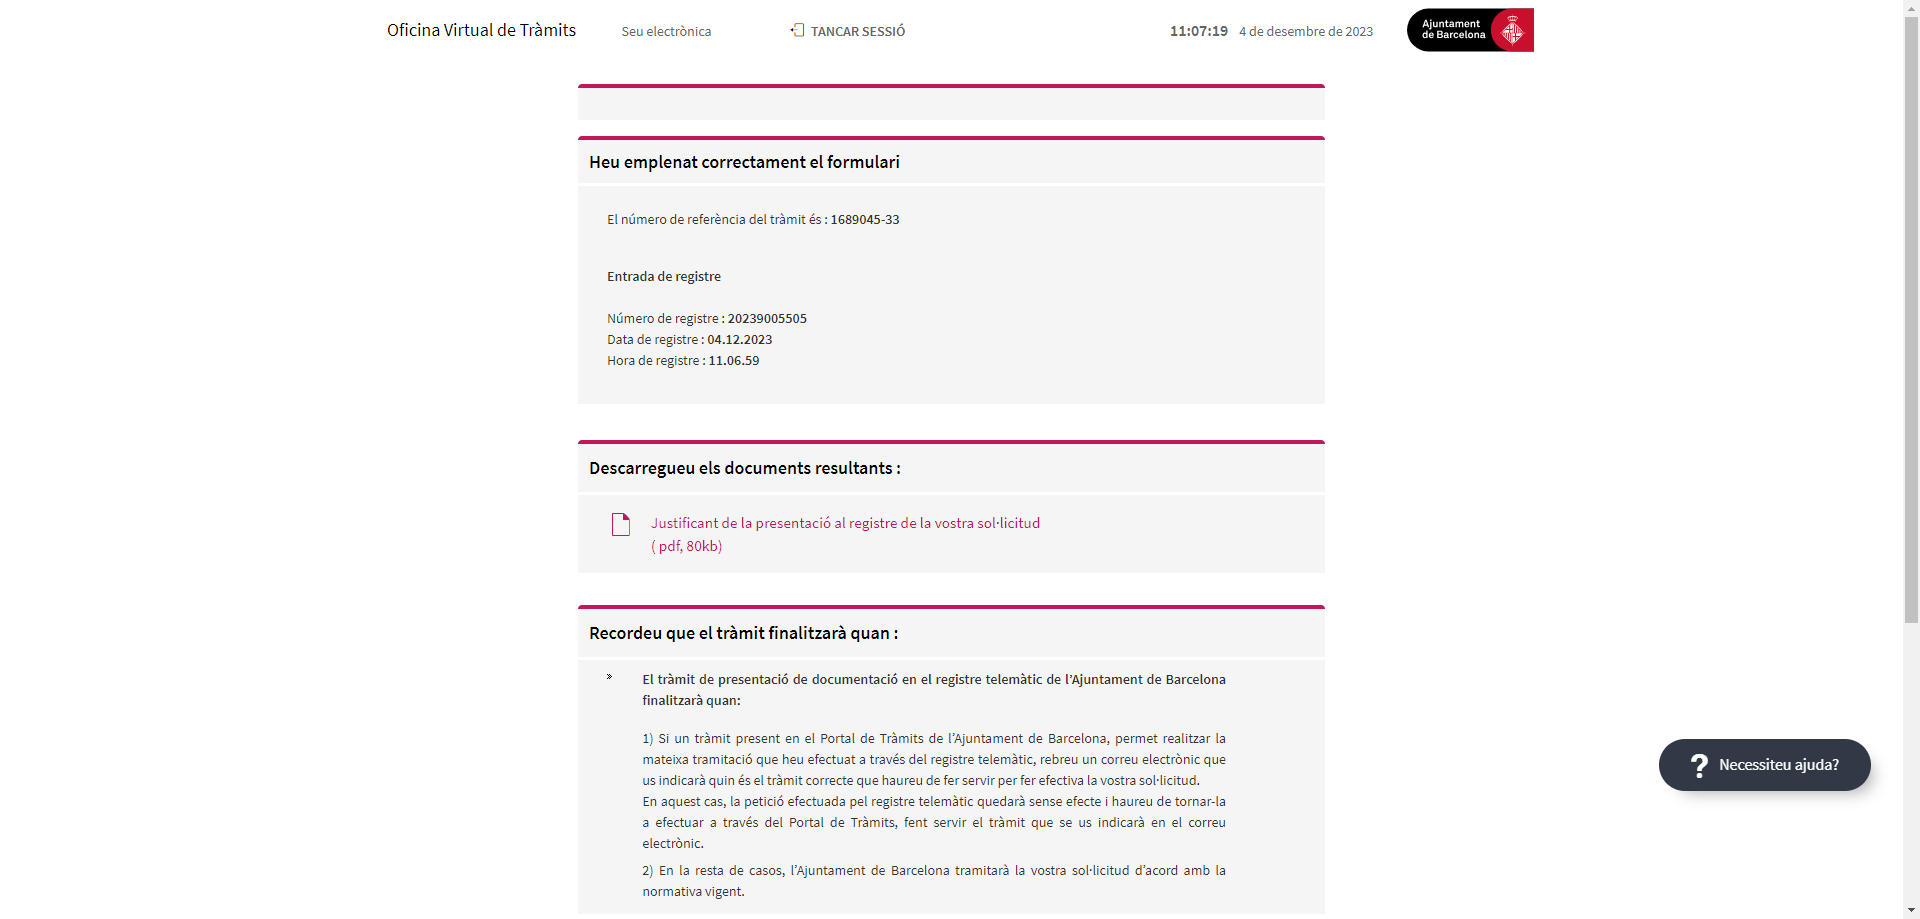 Oficina Virtual de Tràmits
Seu electrònica
TANCAR SESSIÓ
11:07:19 4 de desembre de 2023
Ajuntament
de Barcelona
Heu emplenat correctament el formulari
El número de referència del tràmit és : 1689045-33
Entrada de registre
Número de registre : 20239005505
Data de registre : 04.12.2023
Hora de registre : 11.06.59
Descarregueu els documents resultants :
Justificant de la presentació al registre de la vostra sol·licitud
( pdf, 80kb)
Recordeu que el tràmit finalitzarà quan :
El tràmit de presentació de documentació en el registre telemàtic de l'Ajuntament de Barcelona
finalitzarà quan:
1) Si un tràmit present en el Portal de Tràmits de l'Ajuntament de Barcelona, permet realitzar la
mateixa tramitació que heu efectuat a través del registre telemàtic, rebreu un correu electrònic que
us indicarà quin és el tràmit correcte que haureu de fer servir per fer efectiva la vostra sol·licitud.
En aquest cas, la petició efectuada pel registre telemàtic quedarà sense efecte i haureu de tornar-la
a efectuar a través del Portal de Tràmits, fent servir el tràmit que se us indicarà en el correu
electrònic.
2) En la resta de casos, l'Ajuntament de Barcelona tramitarà la vostra sol·licitud d'acord amb la
normativa vigent.
? Necessiteu ajuda?